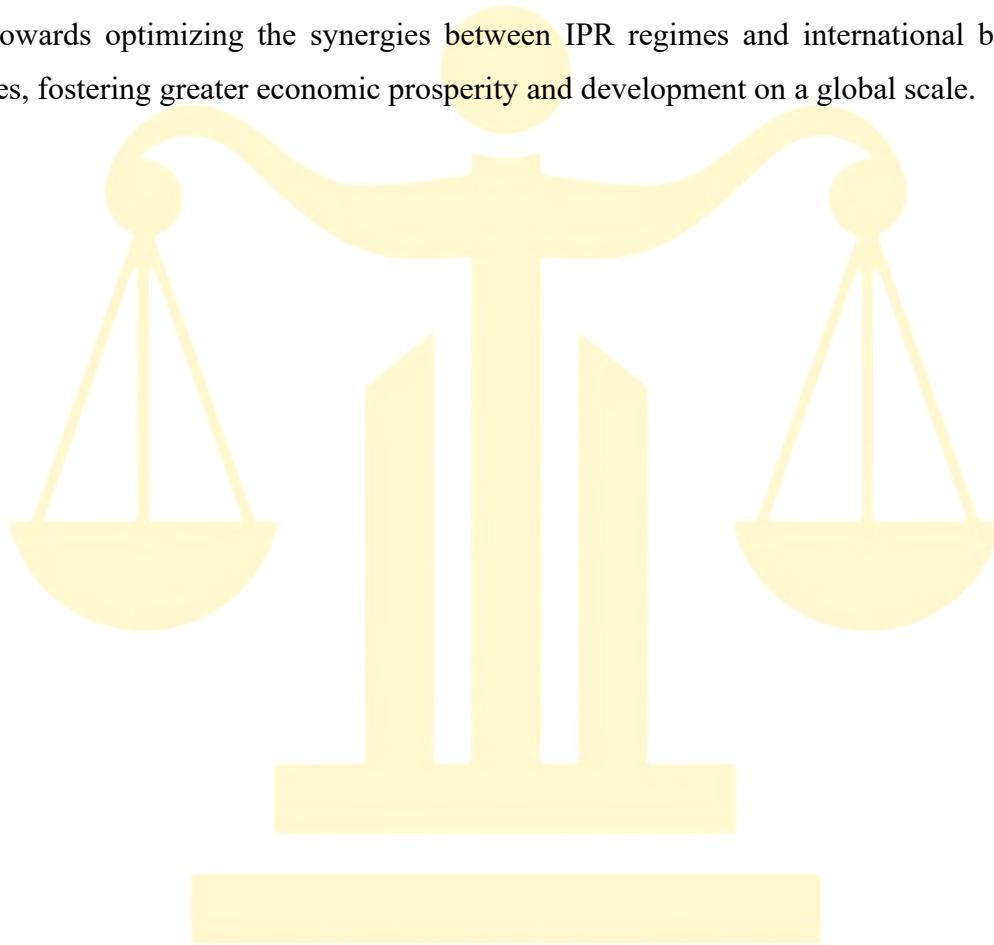 owards optimizing the synergies between IPR regimes and international b
es, fostering greater economic prosperity and development on a global scale.